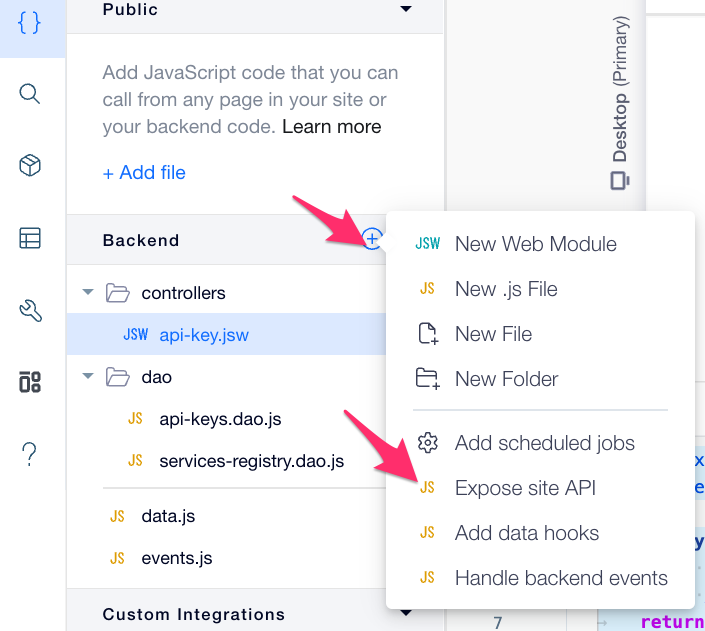 Public
Add JavaScript code that you can
call from any page in your site or
your backend code. Learn more
+ Add file
Desktop (Primary)
Backend
controllers
JSW api-key.jsw
dao
JS api-keys.dao.js
JS services-registry.dao.js
JS data.js
JS events.js
Custom Integrations
JSW New Web Module
JS New .js File
New File
New Folder
Add scheduled jobs
JS Expose site API
JS Add data hooks
JS Handle backend events
7
return